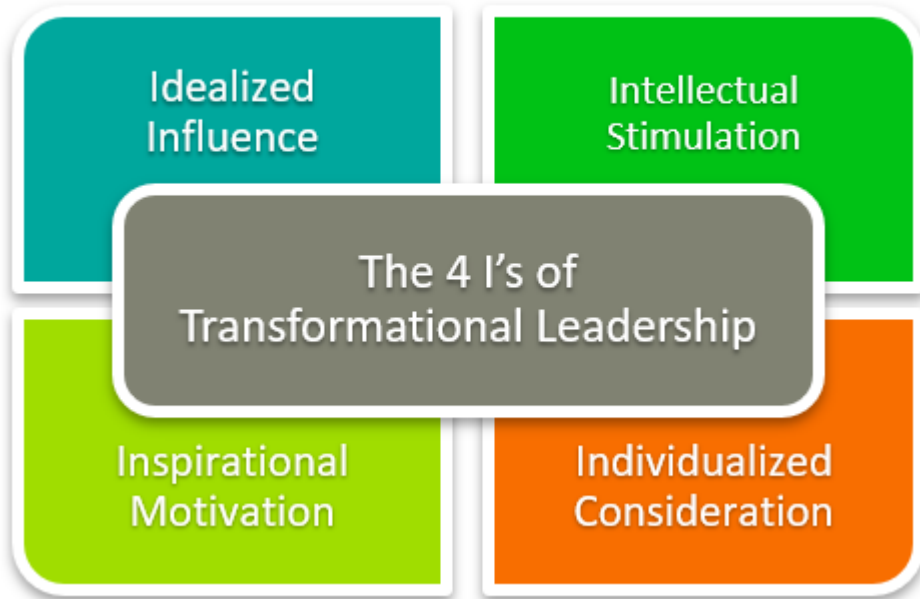 Idealized
Influence
Intellectual
Stimulation
The 4 I’s of
Transformational Leadership
Inspirational
Motivation
Individualized
Consideration